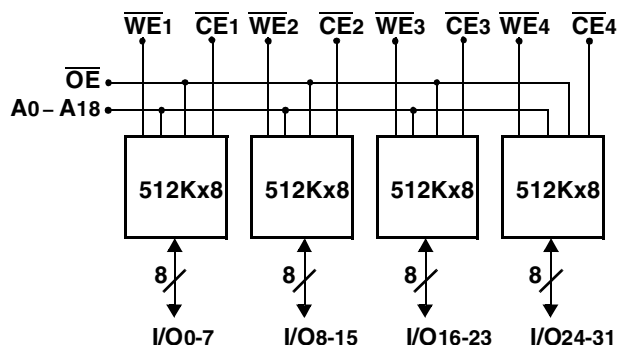 WE1 CE1 WE2 CE2 WE3 CE3 WE4 CE4
OE
A0 – A18
512Kx8 512Kx8 512Kx8 512Kx8
8 8 8 8
I/O0-7 I/O8-15 I/O16-23 I/O24-31